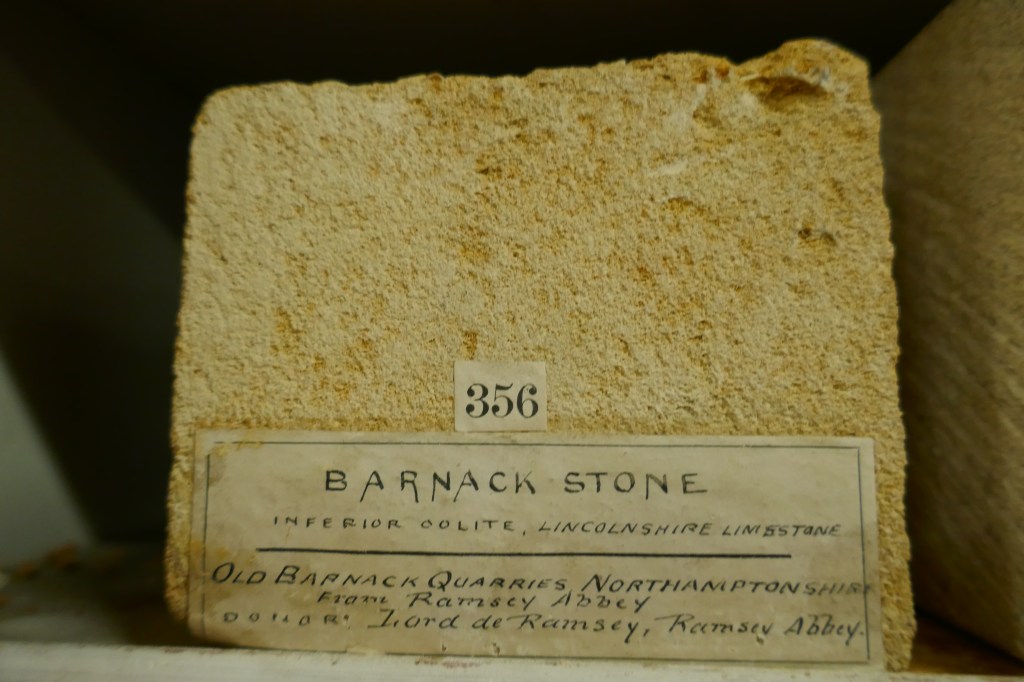 356
BARNACK STONE
INFERIOR OOLITE, LINCOLNSHIRE LIMESTONE
OLD BARNACK QUARRIES, NORTHAMPTONSHIRE
From Ramsey Abbey
DONOR: Lord de Ramsey, Ramsey Abbey.